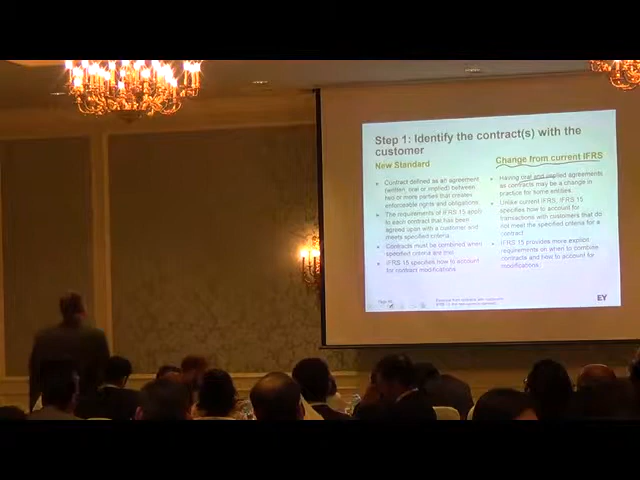 Step 1: Identify the contract(s) with the
customer
New Standard
Contract defined as an agreement
(written, oral or implied) between
two or more parties that creates
enforceable rights and obligations.
The requirements of IFRS 15 apply
to each contract that has been
agreed upon with a customer and
meets specified criteria.
Contracts must be combined when
specified criteria are met
IFRS 15 specifies how to account
for contract modifications.
Change from current IFRS
Having oral and implied agreements
as contracts may be a change in
practice for some entities.
Unlike current IFRS, IFRS 15
specifies how to account for
transactions with customers that do
not meet the specified criteria for a
contract
IFRS 15 provides more explicit
requirements on when to combine
contracts and how to account for
modifications.
Revenue from contracts with customers
EY